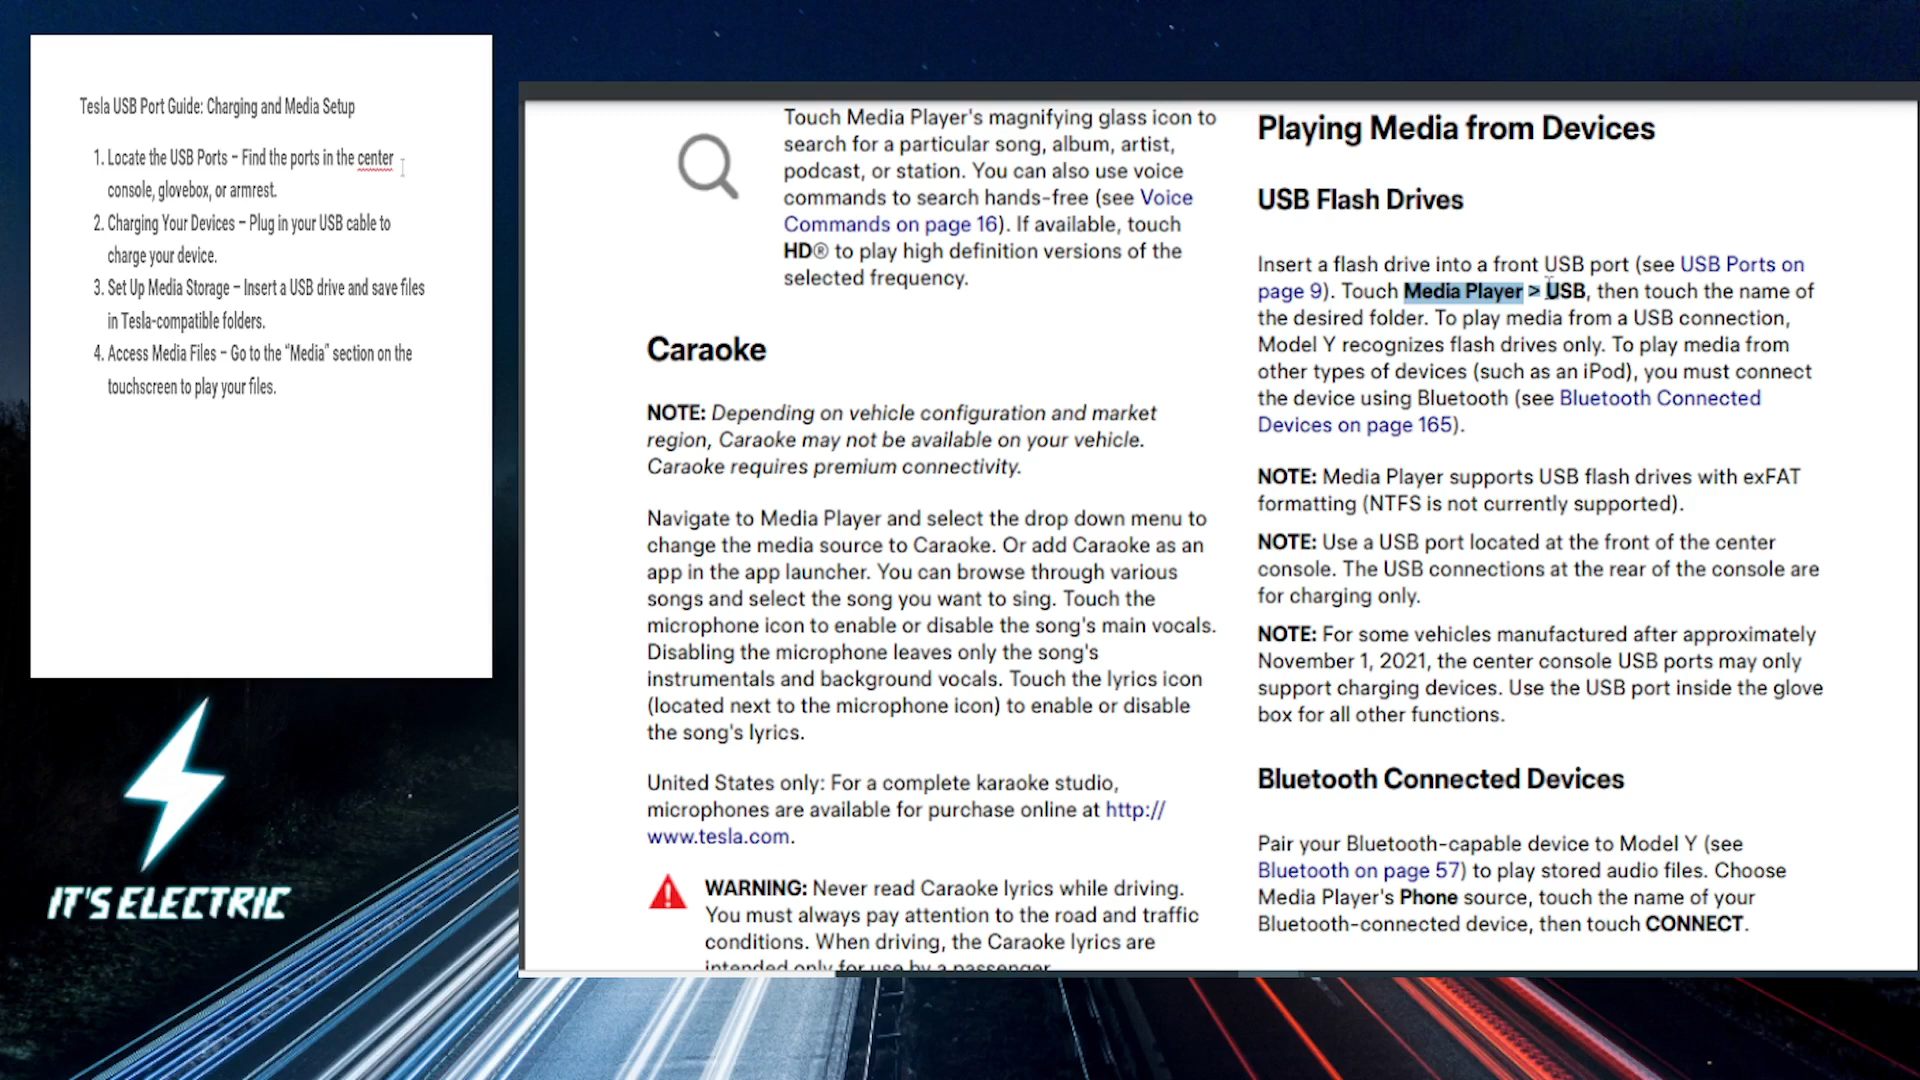 Tesla USB Port Guide: Charging and Media Setup
1. Locate the USB Ports – Find the ports in the center
console, glovebox, or armrest.
2. Charging Your Devices – Plug in your USB cable to
charge your device.
3. Set Up Media Storage – Insert a USB drive and save files
in Tesla-compatible folders.
4. Access Media Files – Go to the “Media” section on the
touchscreen to play your files.
IT'S ELECTRIC
Touch Media Player's magnifying glass icon to
search for a particular song, album, artist,
podcast, or station. You can also use voice
commands to search hands-free (see Voice
Commands on page 16). If available, touch
HD® to play high definition versions of the
selected frequency.
Caraoke
NOTE: Depending on vehicle configuration and market
region, Caraoke may not be available on your vehicle.
Caraoke requires premium connectivity.
Navigate to Media Player and select the drop down menu to
change the media source to Caraoke. Or add Caraoke as an
app in the app launcher. You can browse through various
songs and select the song you want to sing. Touch the
microphone icon to enable or disable the song's main vocals.
Disabling the microphone leaves only the song's
instrumentals and background vocals. Touch the lyrics icon
(located next to the microphone icon) to enable or disable
the song's lyrics.
United States only: For a complete karaoke studio,
microphones are available for purchase online at http://
www.tesla.com.
WARNING: Never read Caraoke lyrics while driving.
You must always pay attention to the road and traffic
conditions. When driving, the Caraoke lyrics are
intended only for use by a passenger
Playing Media from Devices
USB Flash Drives
Insert a flash drive into a front USB port (see USB Ports on
page 9). Touch Media Player > USB, then touch the name of
the desired folder. To play media from a USB connection,
Model Y recognizes flash drives only. To play media from
other types of devices (such as an iPod), you must connect
the device using Bluetooth (see Bluetooth Connected
Devices on page 165).
NOTE: Media Player supports USB flash drives with exFAT
formatting (NTFS is not currently supported).
NOTE: Use a USB port located at the front of the center
console. The USB connections at the rear of the console are
for charging only.
NOTE: For some vehicles manufactured after approximately
November 1, 2021, the center console USB ports may only
support charging devices. Use the USB port inside the glove
box for all other functions.
Bluetooth Connected Devices
Pair your Bluetooth-capable device to Model Y (see
Bluetooth on page 57) to play stored audio files. Choose
Media Player's Phone source, touch the name of your
Bluetooth-connected device, then touch CONNECT.